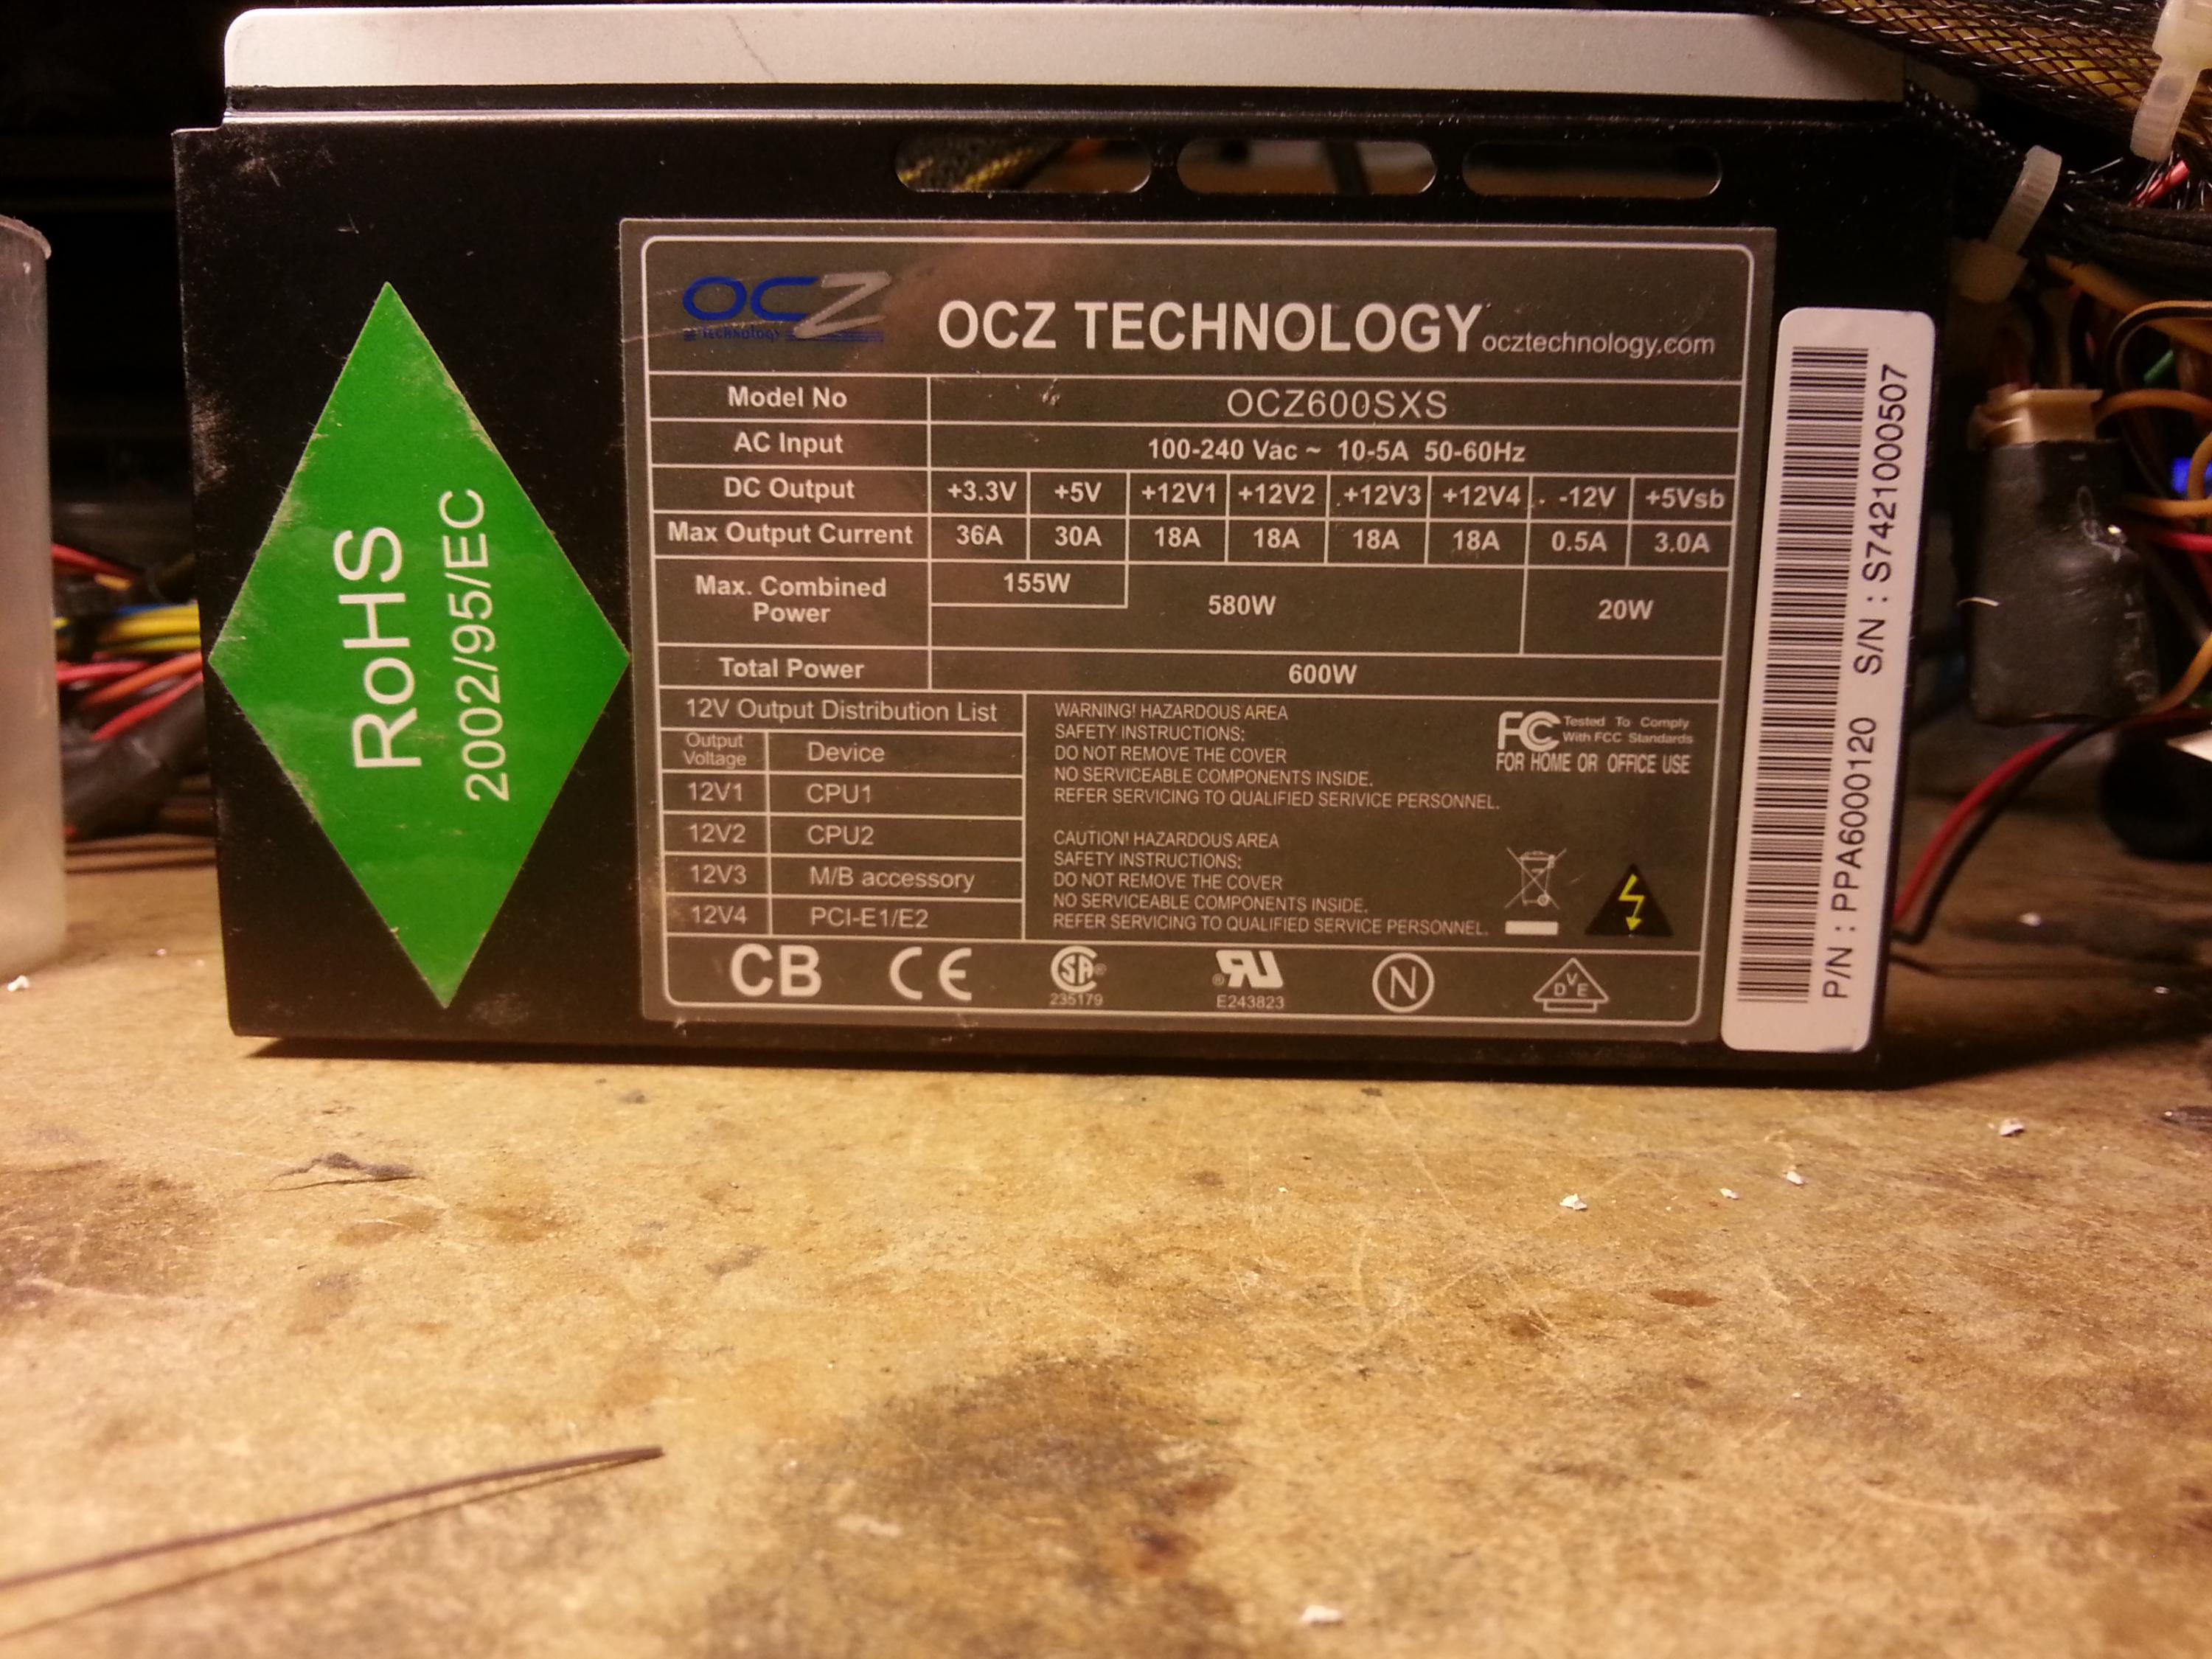 RoHS
2002/95/EC
OCZ
Technology
OCZ TECHNOLOGY ocztechnology.com
Model No OCZ600SXS
AC Input 100-240 Vac ~ 10-5A 50-60Hz
DC Output +3.3V +5V +12V1 +12V2 +12V3 +12V4 -12V +5Vsb
Max Output Current 36A 30A 18A 18A 18A 18A 0.5A 3.0A
Max. Combined
Power
155W
580W
20W
Total Power 600W
12V Output Distribution List
Output
Voltage
Device
12V1 CPU1
12V2 CPU2
12V3 M/B accessory
12V4 PCI-E1/E2
WARNING! HAZARDOUS AREA
SAFETY INSTRUCTIONS:
DO NOT REMOVE THE COVER
NO SERVICEABLE COMPONENTS INSIDE.
REFER SERVICING TO QUALIFIED SERIVICE PERSONNEL.
CAUTION! HAZARDOUS AREA
SAFETY INSTRUCTIONS:
DO NOT REMOVE THE COVER
NO SERVICEABLE COMPONENTS INSIDE.
REFER SERVICING TO QUALIFIED SERVICE PERSONNEL.
FC Tested To Comply
With FCC Standards
FOR HOME OR OFFICE USE
CB CE SA® ®RU N DVE
235179 E243823
P/N : PPA6000120 S/N : S7421000507